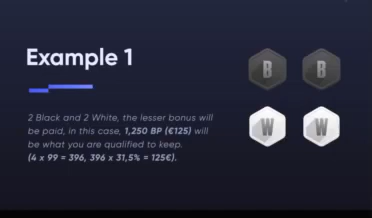 Example 1
B B
2 Black and 2 White, the lesser bonus will
be paid, in this case, 1,250 BP (€125) will
be what you are qualified to keep.
(4 x 99 = 396, 396 x 31,5% = 125€).
W W